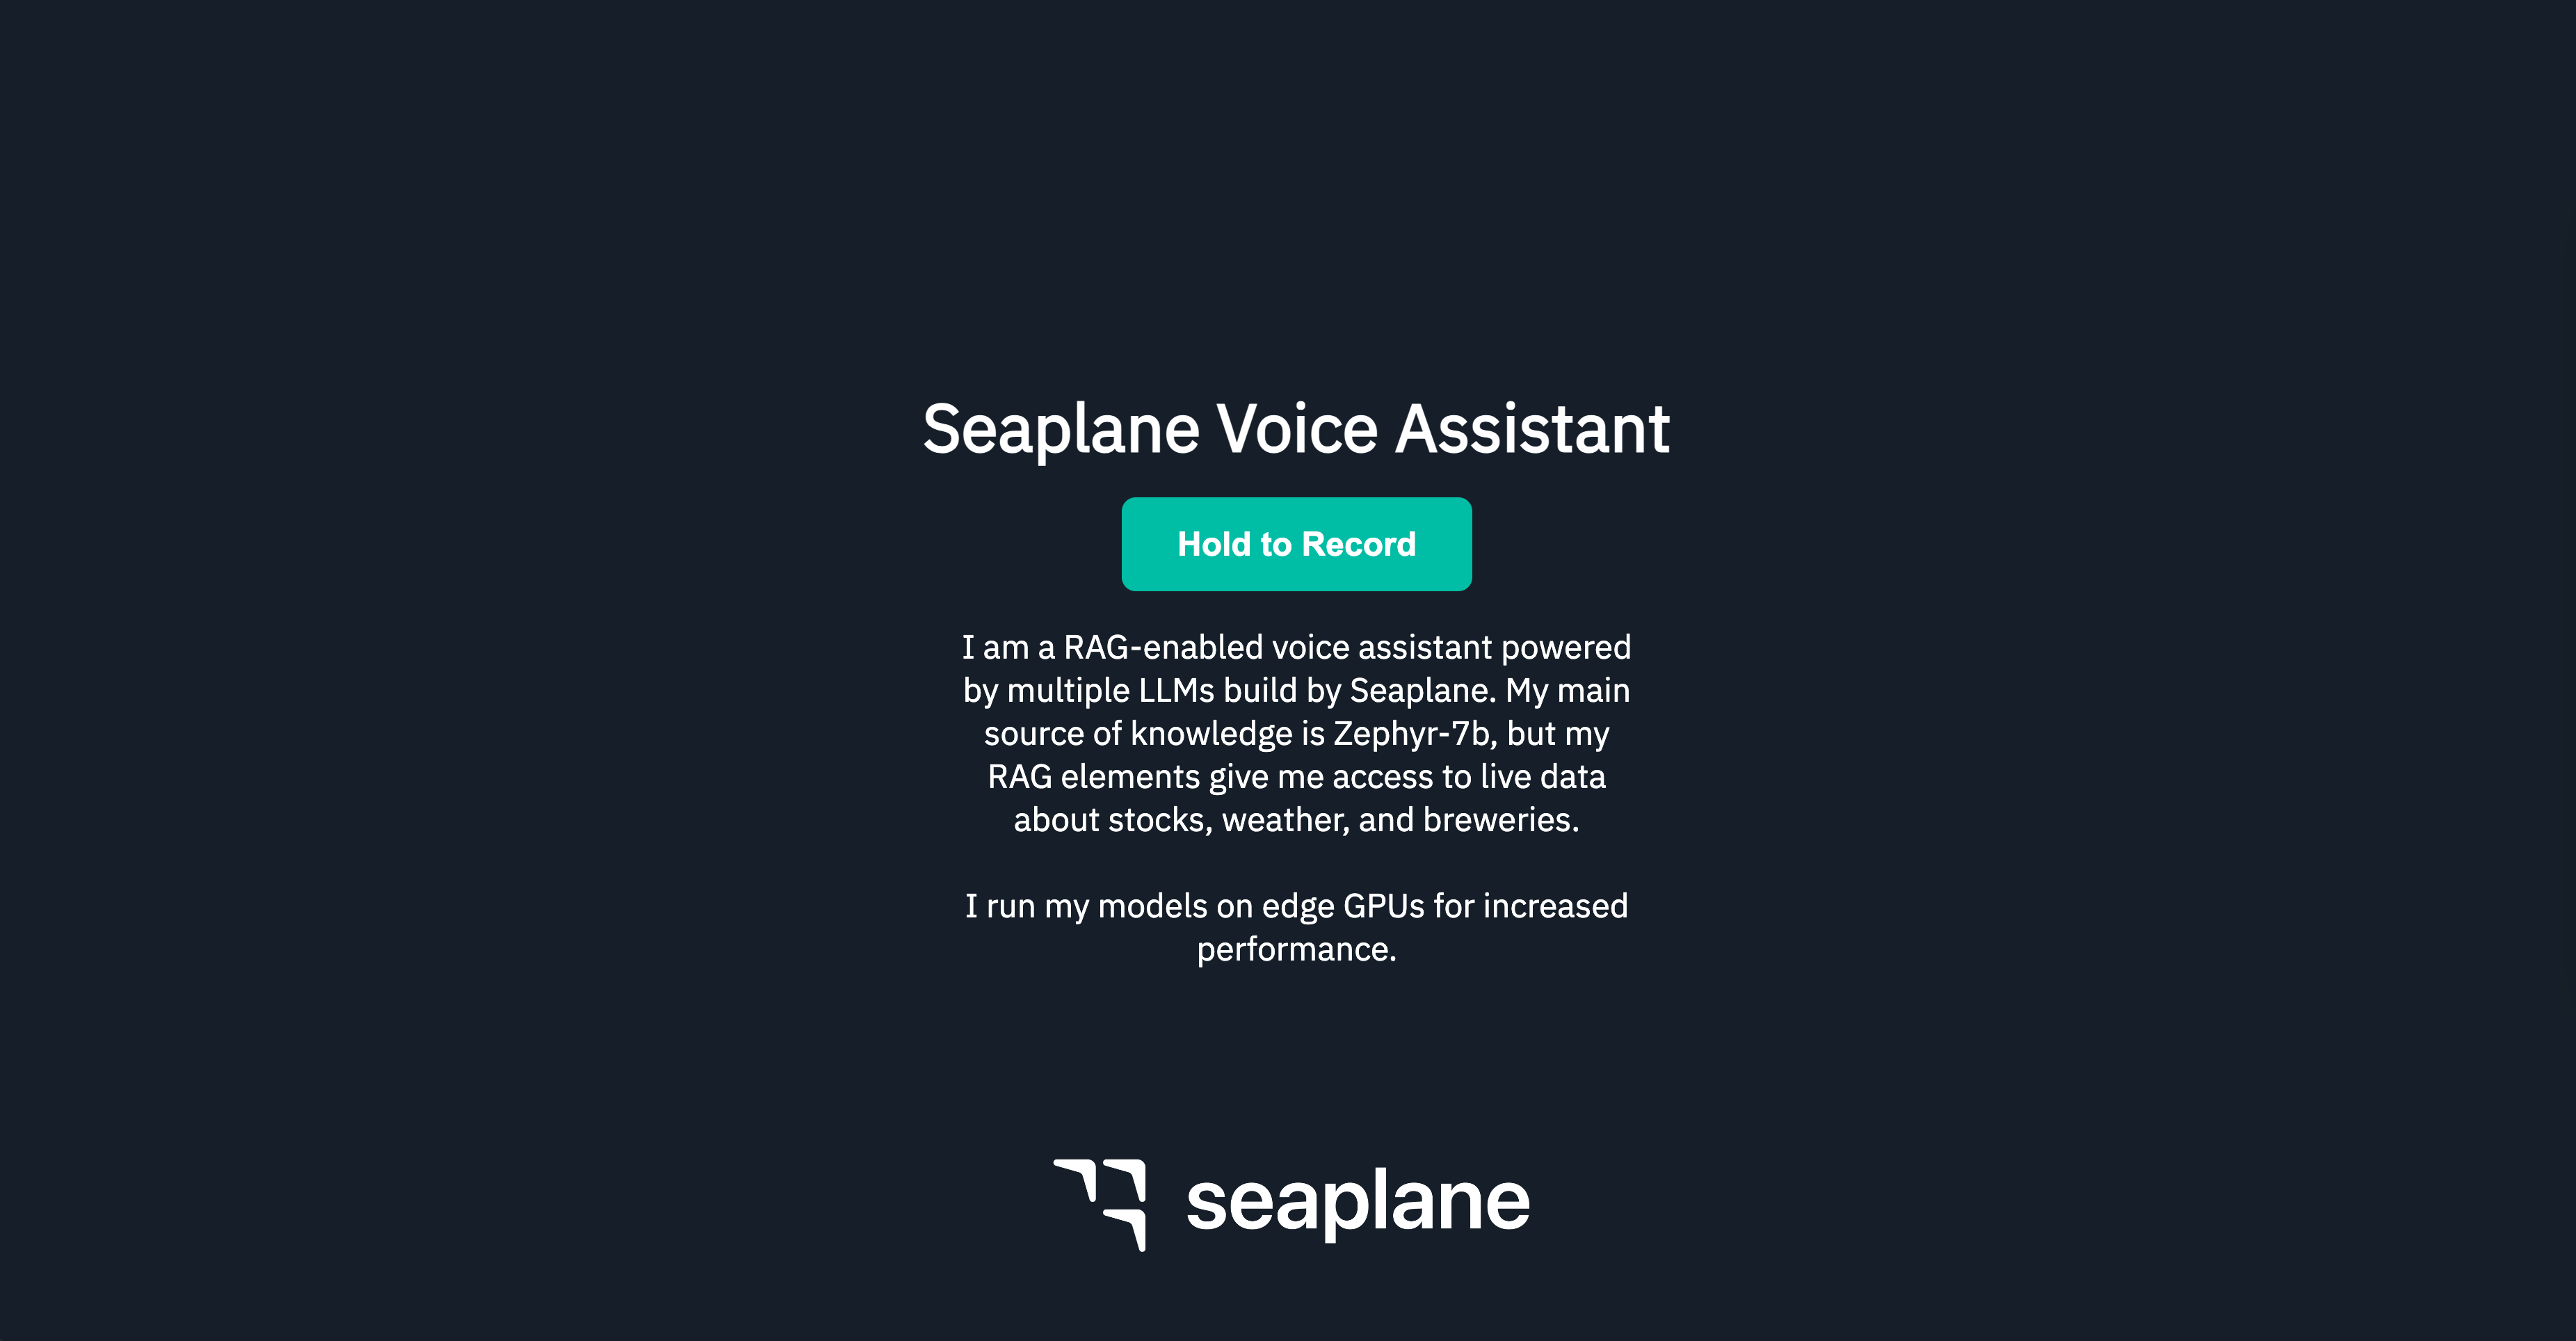 Seaplane Voice Assistant
Hold to Record
I am a RAG-enabled voice assistant powered
by multiple LLMs build by Seaplane. My main
source of knowledge is Zephyr-7b, but my
RAG elements give me access to live data
about stocks, weather, and breweries.
I run my models on edge GPUs for increased
performance.
seaplane